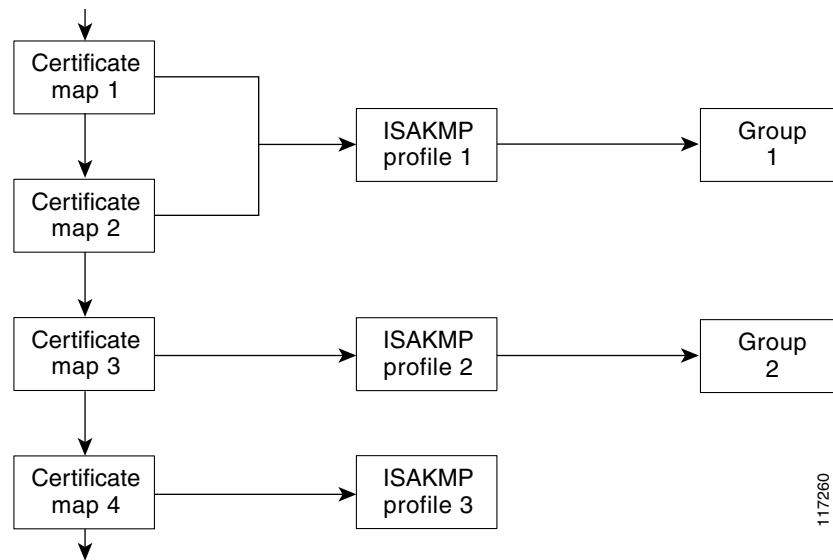 Certificate
map 1
ISAKMP
profile 1
Group
1
Certificate
map 2
Certificate
map 3
ISAKMP
profile 2
Group
2
Certificate
map 4
ISAKMP
profile 3
117260